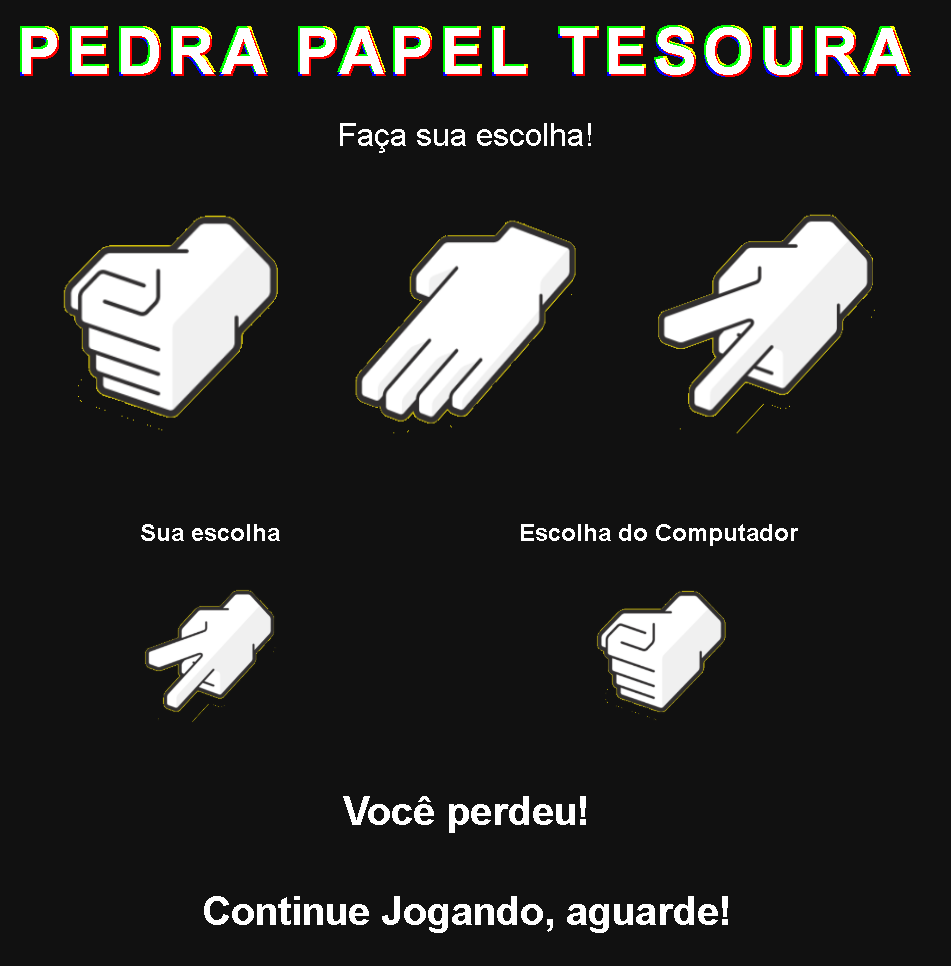 PEDRA PAPEL TESOURA
Faça sua escolha!
Sua escolha
Escolha do Computador
Você perdeu!
Continue Jogando, aguarde!